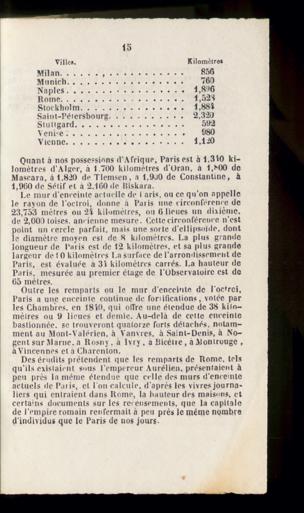 15
Villes. Kilomètres
Milan. . . . . . . . . . . . . . . . . . 856
Munich. . . . . . . . . . . . . . . . . 760
Naples . . . . . . . . . . . . . . . . . 1,896
Rome. . . . . . . . . . . . . . . . . . 1,524
Stockholm. . . . . . . . . . . . . . . 1,884
Saint-Pétersbourg. . . . . . . . . . . 2,320
Stuttgard. . . . . . . . . . . . . . . . 592
Venise. . . . . . . . . . . . . . . . . 980
Vienne. . . . . . . . . . . . . . . . . 1,120
Quant à nos possessions d'Afrique, Paris est à 1,340 ki-
lomètres d'Alger, à 1.700 kilomètres d'Oran, à 1,800 de
Mascara, à 1,820 de Tlemsen, à 1,920 de Constantine, à
1,960 de Sétif et à 2,160 de Biskara.
Le mur d'enceinte actuelle de Paris, ou ce qu'on appelle
le rayon de l'octroi, donne à Paris une circonférence de
23,753 mètres ou 24 kilomètres, ou 6 lieues un dixième,
de 2,000 toises, ancienne mesure. Cette circonférence n'est
point un cercle parfait, mais une sorte d'ellipsoïde, dont
le diamètre moyen est de 8 kilomètres. La plus grande
longueur de Paris est de 12 kilomètres, et sa plus grande
largeur de 10 kilomètres La surface de l'arrondissement de
Paris, est évaluée à 34 kilomètres carrés. La hauteur de
Paris, mesurée au premier étage de l'Observatoire est de
65 mètres.
Outre les remparts ou le mur d'enceinte de l'octroi,
Paris a une enceinte continue de fortifications, votée par
les Chambres, en 1840, qui offre une étendue de 38 kilo-
mètres ou 9 lieues et demie. Au-delà de cette enceinte
bastionnée, se trouveront quatorze forts détachés, notam-
ment au Mont-Valérien, à Vanvres, à Saint-Denis, à No-
gent sur Marne, à Rosny, à Ivry, à Bicêtre, à Montrouge,
à Vincennes et à Charenton.
Des érudits prétendent que les remparts de Rome, tels
qu'ils existaient sous l'empereur Aurélien, présentaient à
peu près la même étendue que celle des murs d'enceinte
actuels de Paris, et l'on calcule, d'après les vivres journa-
liers qui entraient dans Rome, la hauteur des maisons, et
certains documents sur les recensements, que la capitale
de l'empire romain renfermait à peu près le même nombre
d'individus que le Paris de nos jours.